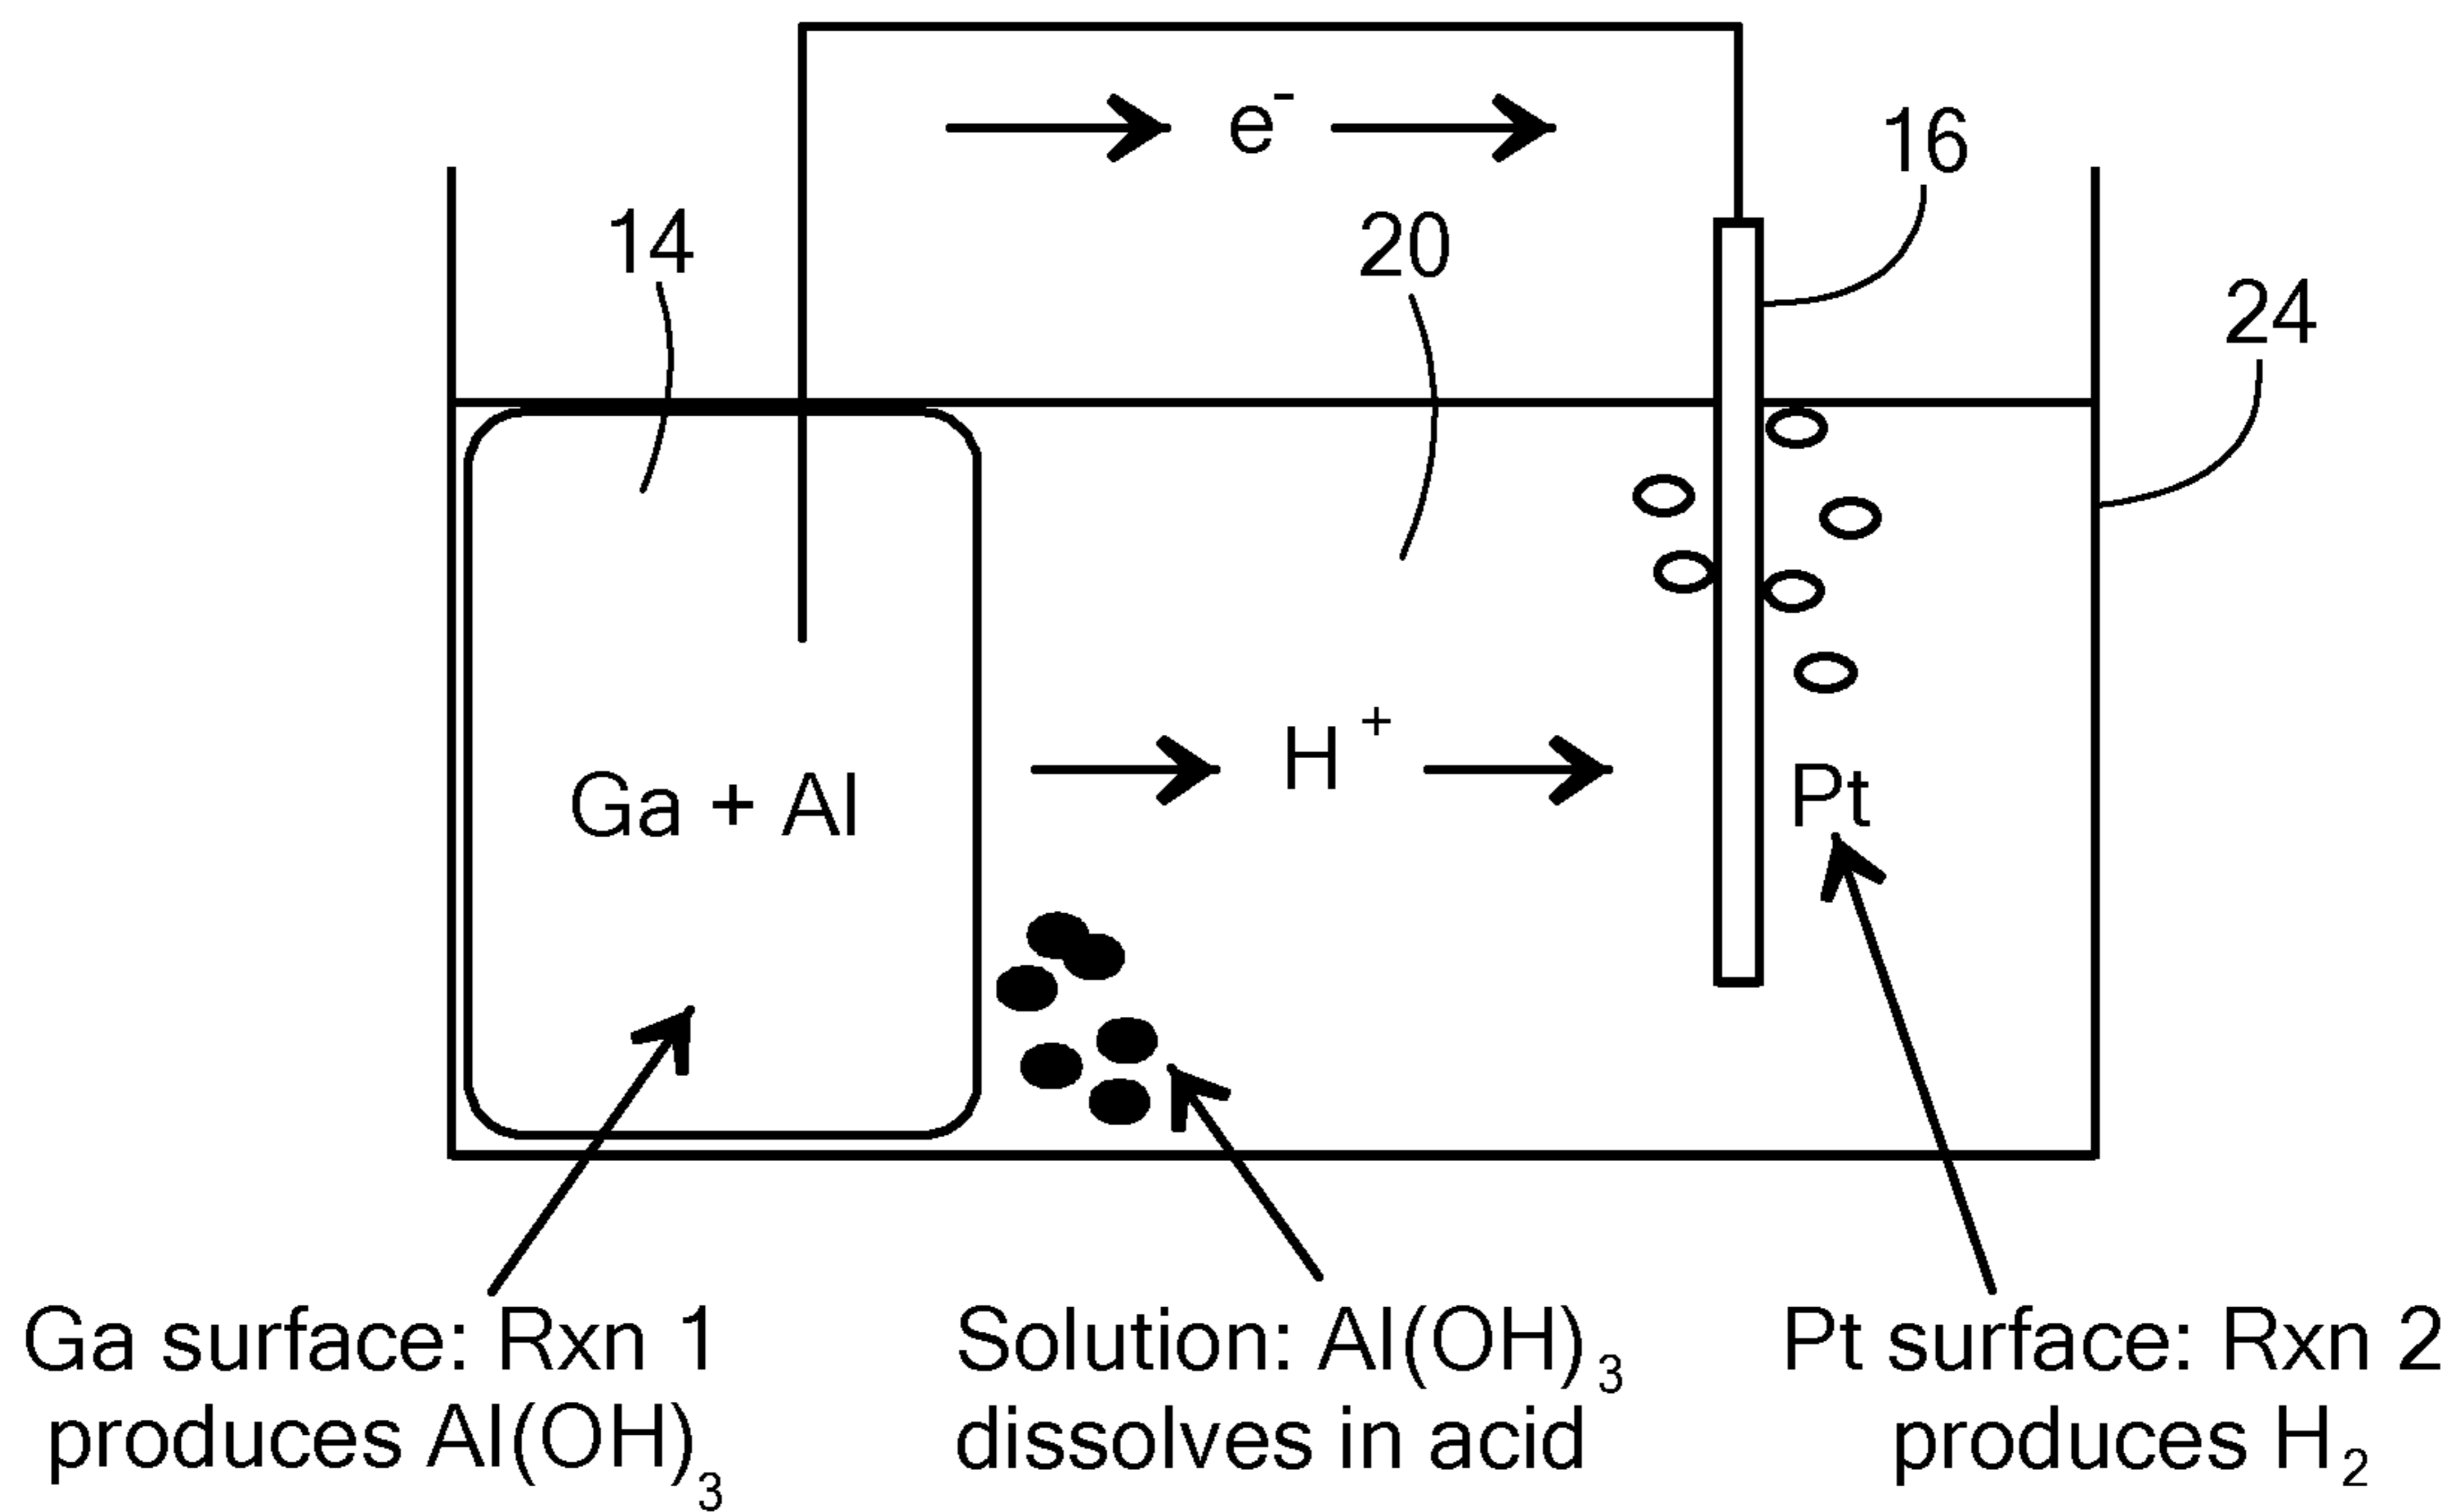 e⁻
16
14
20
24
H⁺
Ga + Al
Pt
Ga surface: Rxn 1
produces Al(OH)₃
Solution: Al(OH)₃
dissolves in acid
Pt surface: Rxn 2
produces H₂